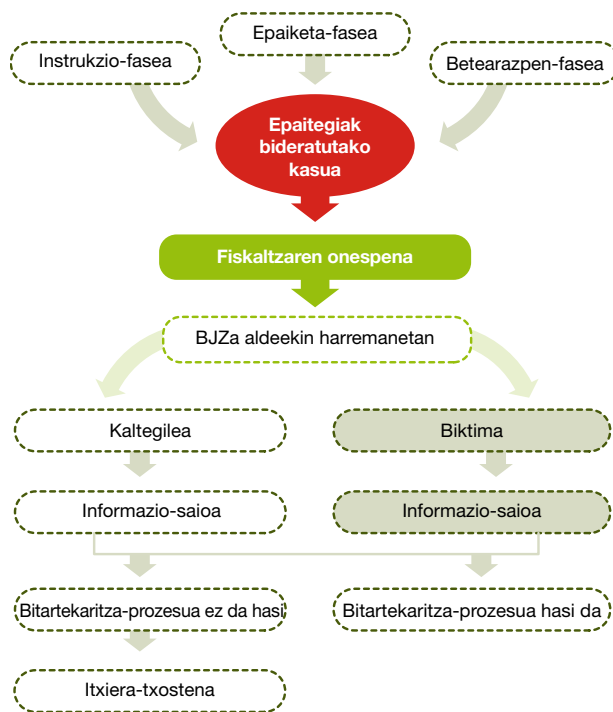 Instrukzio-fasea
Epaiketa-fasea
Betearazpen-fasea
Epaitegiak
bideratutako
kasua
Fiskaltzaren onespena
BJZa aldeekin harremanetan
Kaltegilea
Biktima
Informazio-saioa
Informazio-saioa
Bitartekaritza-prozesua ez da hasi
Bitartekaritza-prozesua hasi da
Itxiera-txostena